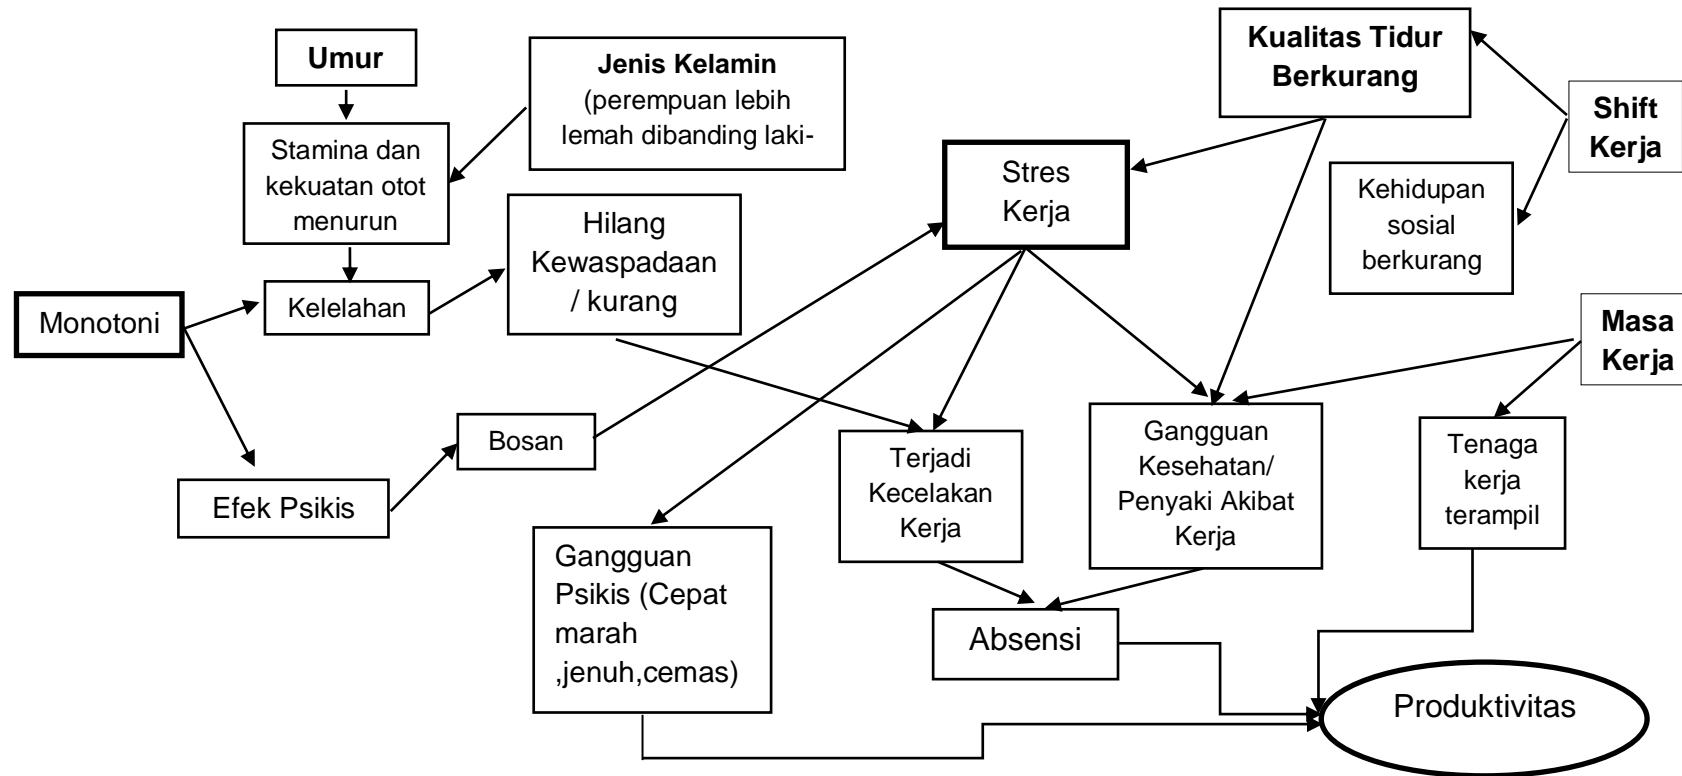 Umur
Jenis Kelamin
(perempuan lebih
lemah dibanding laki-
Kualitas Tidur
Berkurang
Shift
Kerja
Stamina dan
kekuatan otot
menurun
Stres
Kerja
Kehidupan
sosial
berkurang
Hilang
Kewaspadaan
/ kurang
Monotoni
Kelelahan
Masa
Kerja
Bosan
Efek Psikis
Terjadi
Kecelakan
Kerja
Gangguan
Kesehatan/
Penyaki Akibat
Kerja
Tenaga
kerja
terampil
Gangguan
Psikis (Cepat
marah
,jenuh,cemas)
Absensi
Produktivitas